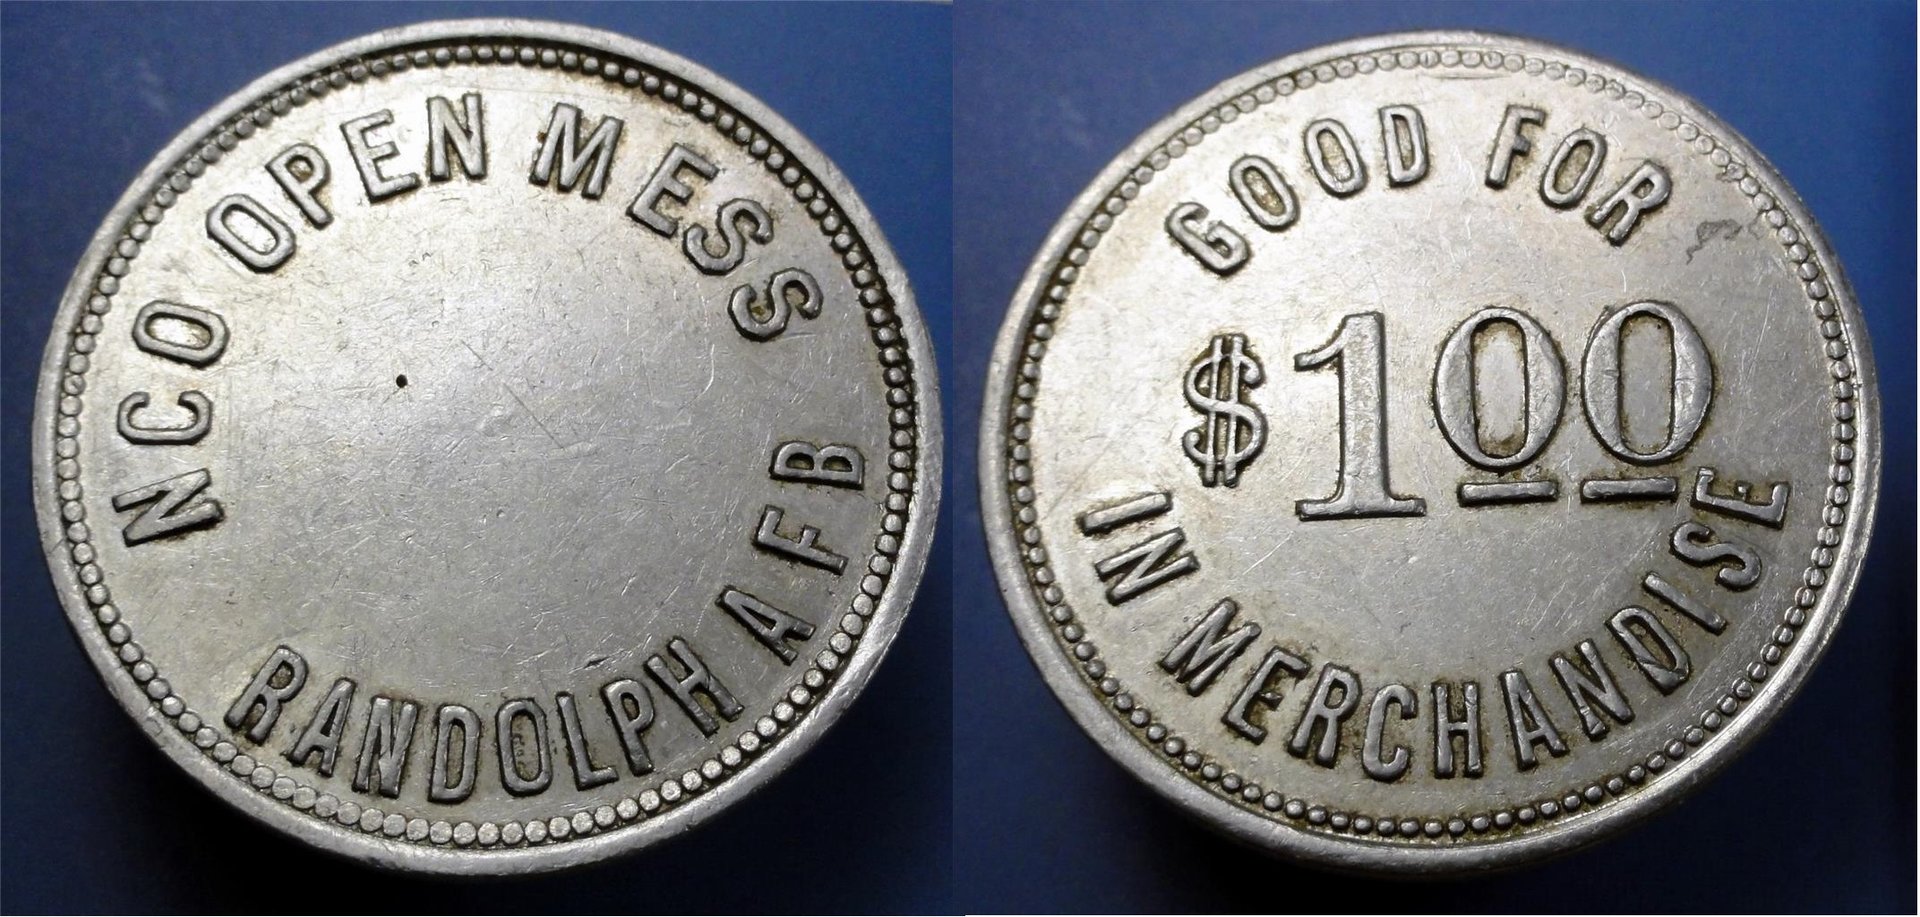 NCO OPEN MESS
RANDOLPH AFB
GOOD FOR
$100
IN MERCHANDISE